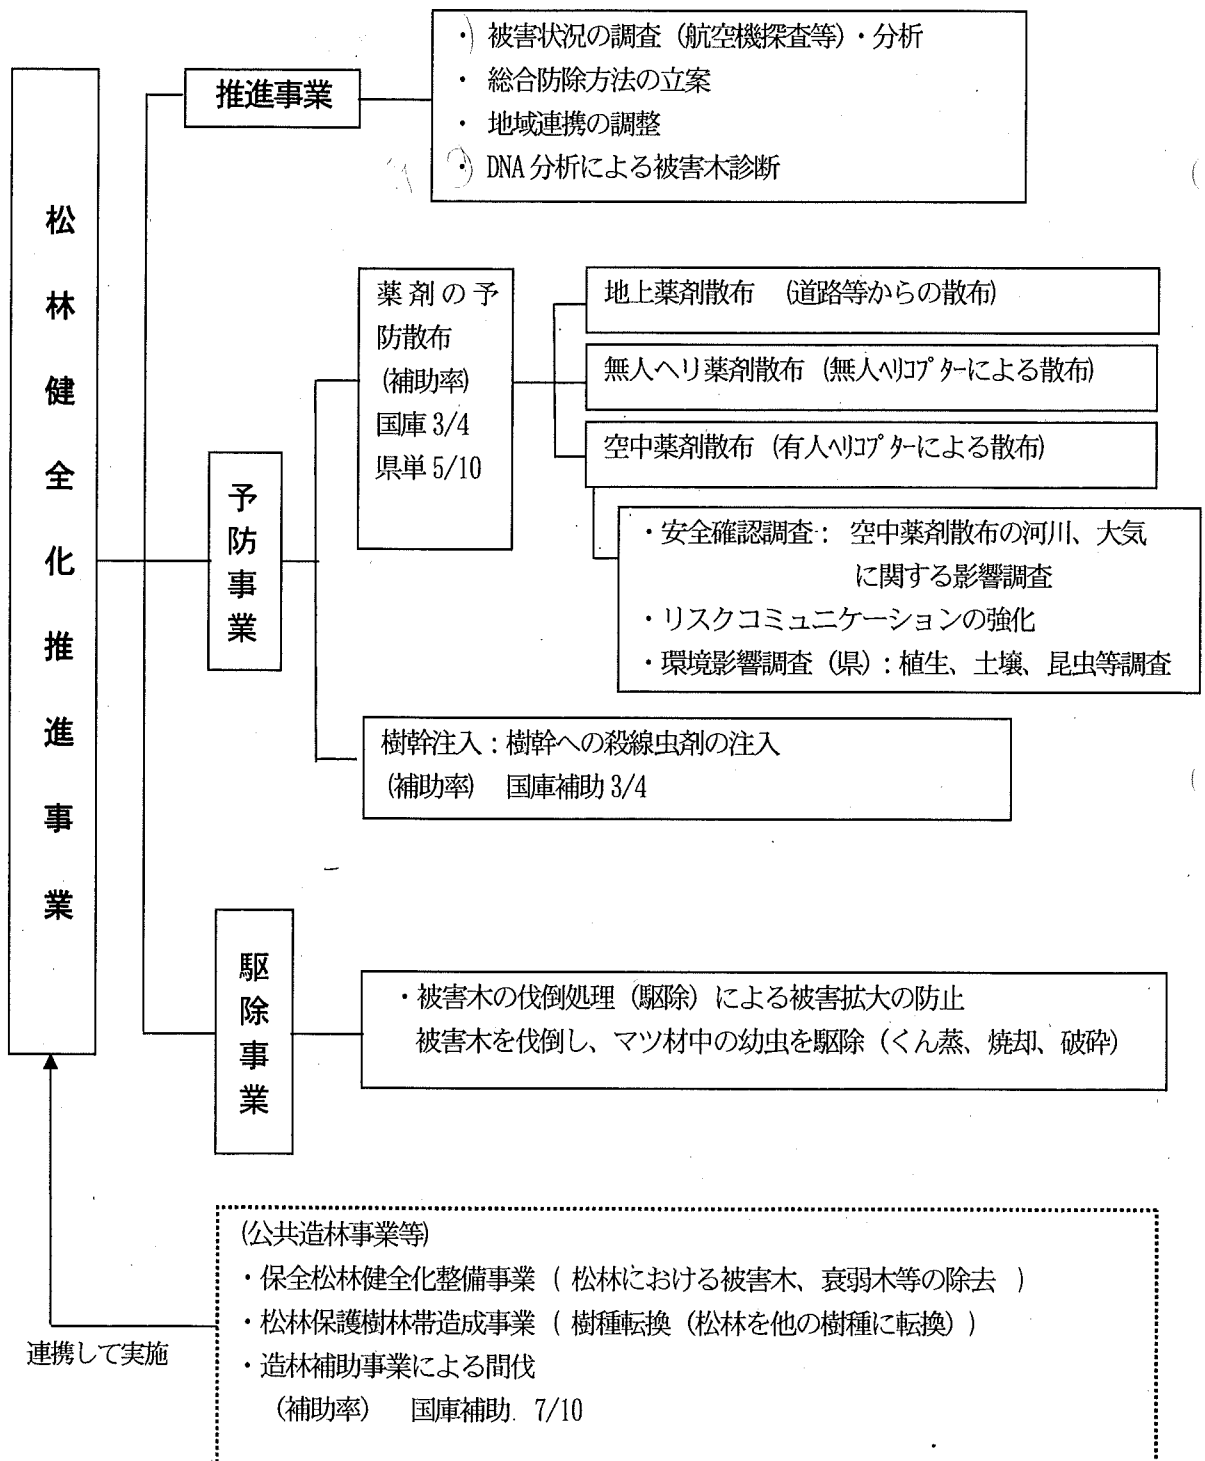 松林健全化推進事業
推進事業
・ 被害状況の調査 (航空機探査等)・分析
・ 総合防除方法の立案
・ 地域連携の調整
・ DNA分析による被害木診断
予防事業
薬剤の予
防散布
(補助率)
国庫 3/4
県単 5/10
地上薬剤散布 (道路等からの散布)
無人ヘリ薬剤散布 (無人ﾍﾘｺﾌﾟﾀｰによる散布)
空中薬剤散布 (有人ﾍﾘｺﾌﾟﾀｰによる散布)
・安全確認調査: 空中薬剤散布の河川、大気
に関する影響調査
・リスクコミュニケーションの強化
・環境影響調査 (県):植生、土壌、昆虫等調査
樹幹注入:樹幹への殺線虫剤の注入
(補助率) 国庫補助 3/4
駆除事業
・被害木の伐倒処理 (駆除) による被害拡大の防止
被害木を伐倒し、マツ材中の幼虫を駆除 (くん蒸、焼却、破砕)
(公共造林事業等)
・保全松林健全化整備事業 ( 松林における被害木、衰弱木等の除去 )
・松林保護樹林帯造成事業 ( 樹種転換 (松林を他の樹種に転換) )
・造林補助事業による間伐
(補助率) 国庫補助. 7/10
連携して実施